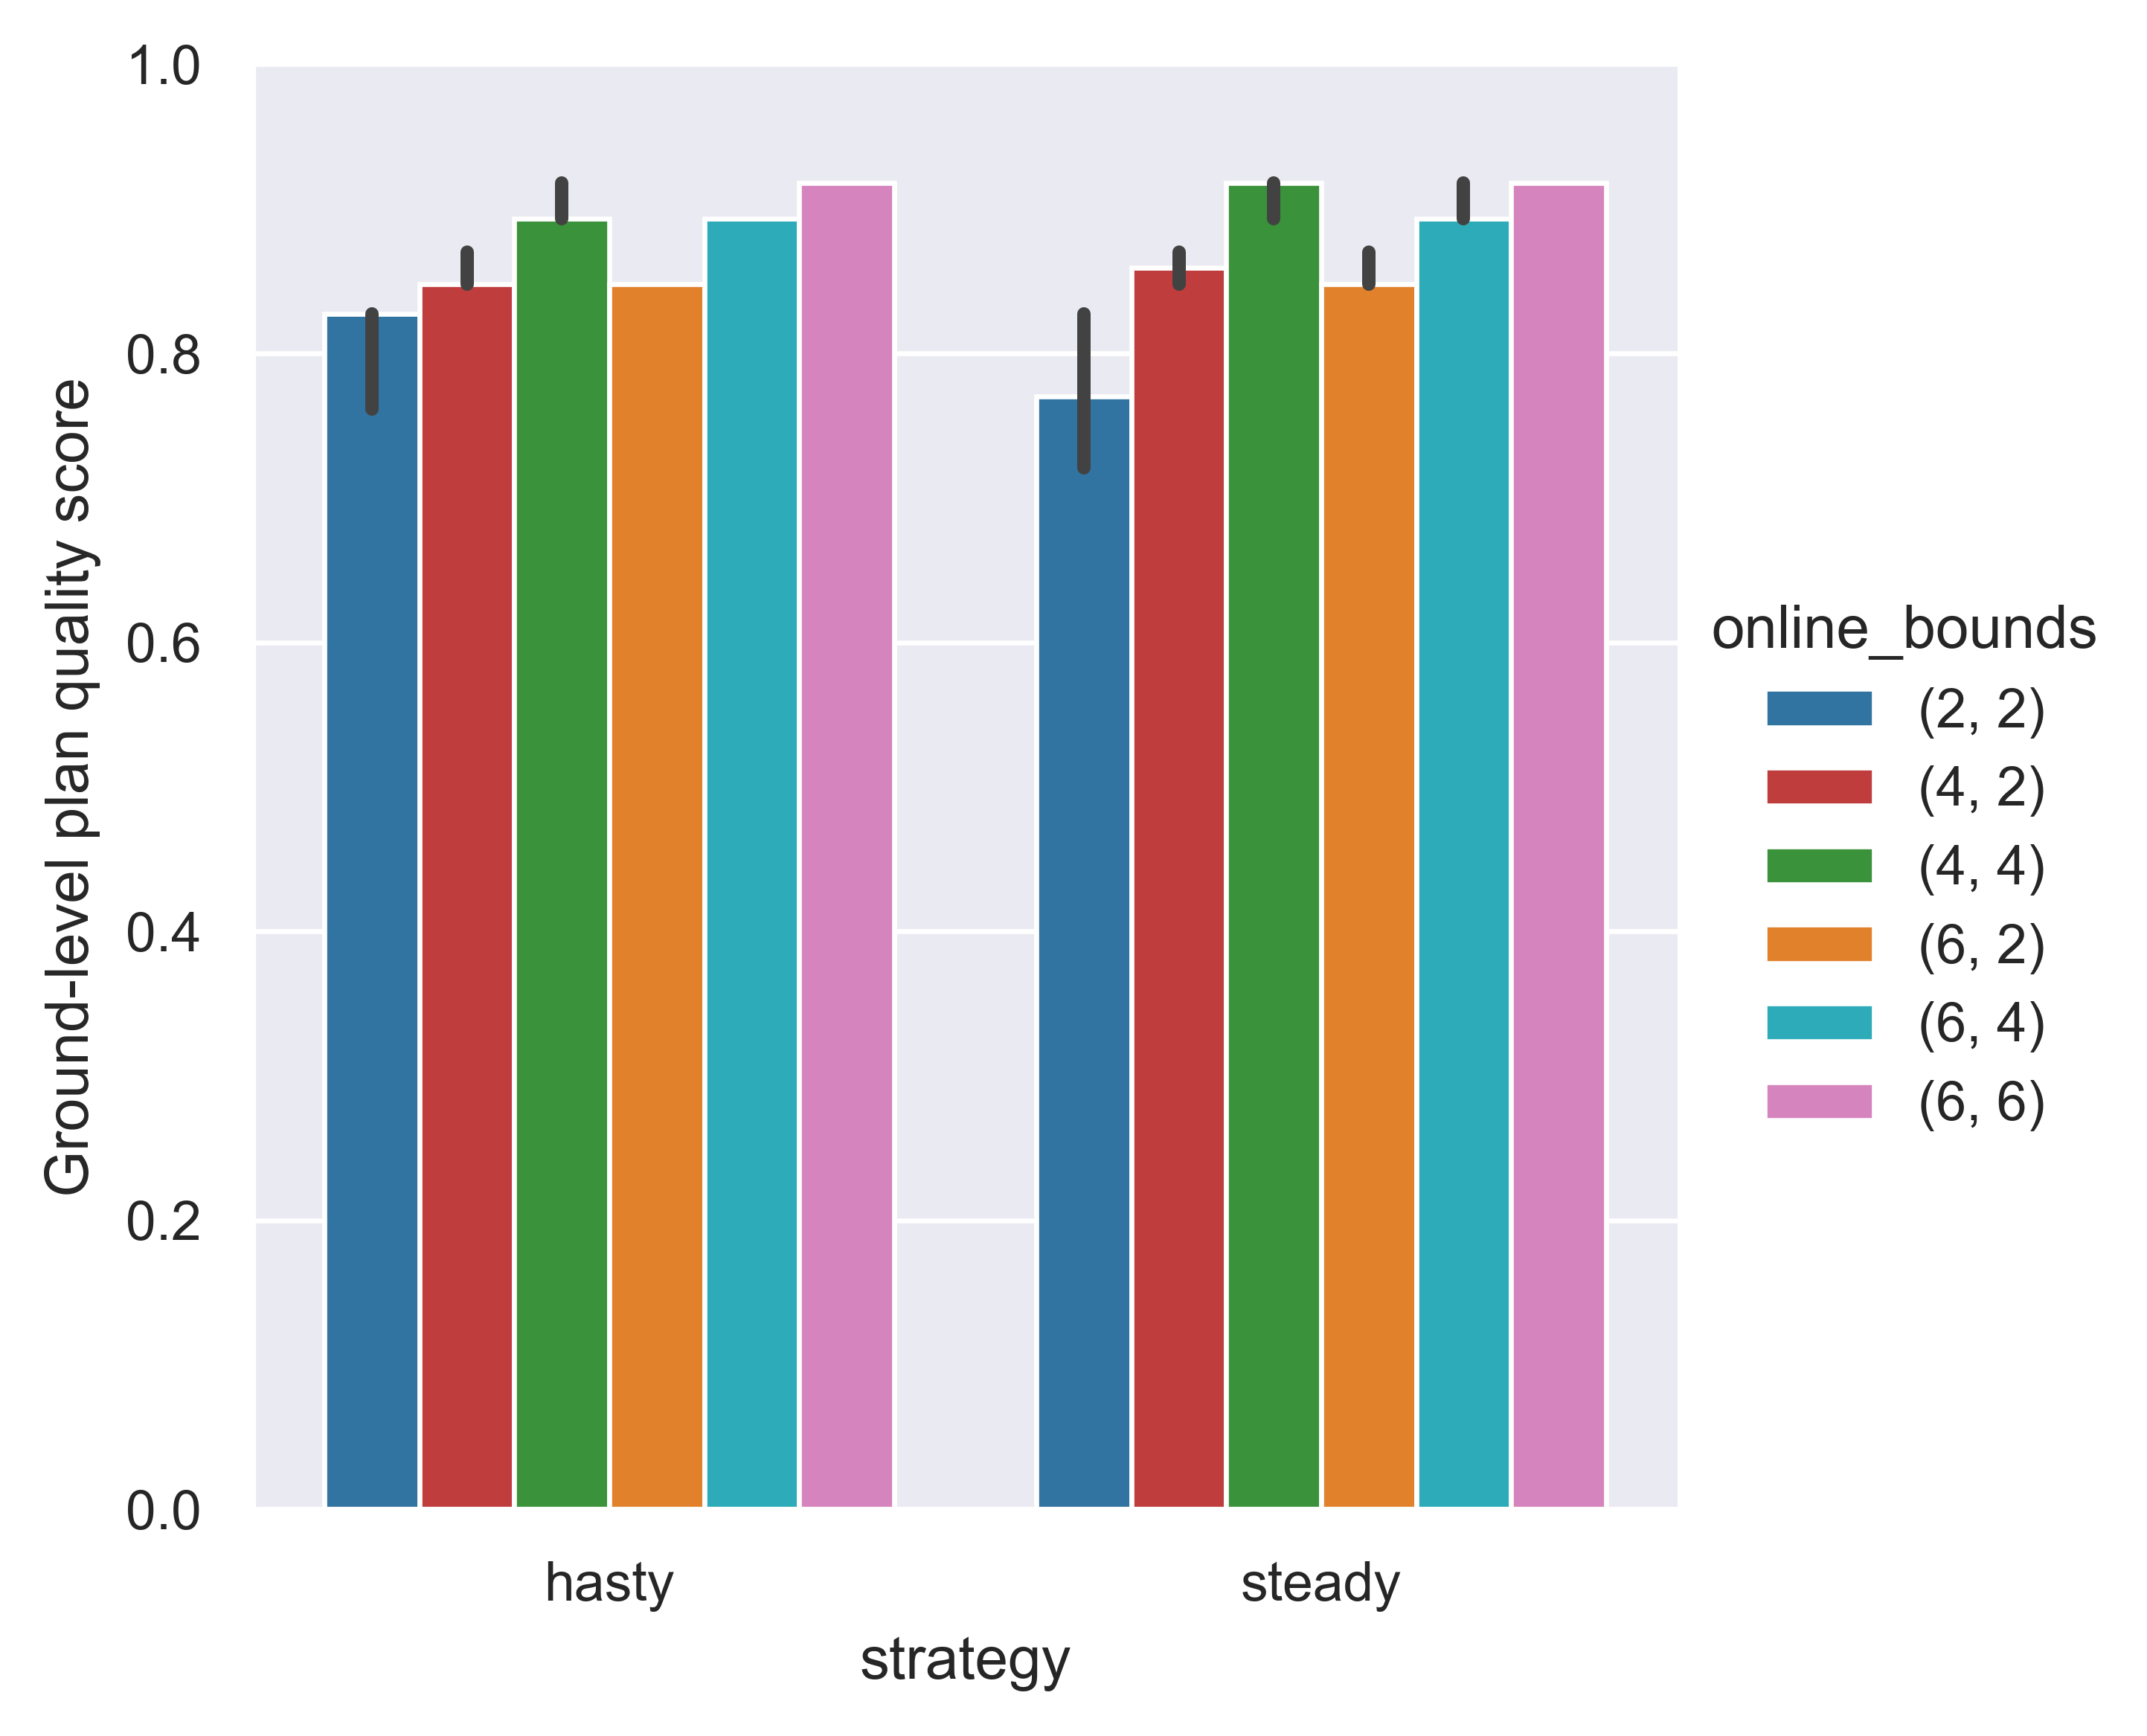 Ground-level plan quality score
1.0
0.8
0.6
0.4
0.2
0.0
hasty
steady
strategy
online_bounds
(2, 2)
(4, 2)
(4, 4)
(6, 2)
(6, 4)
(6, 6)